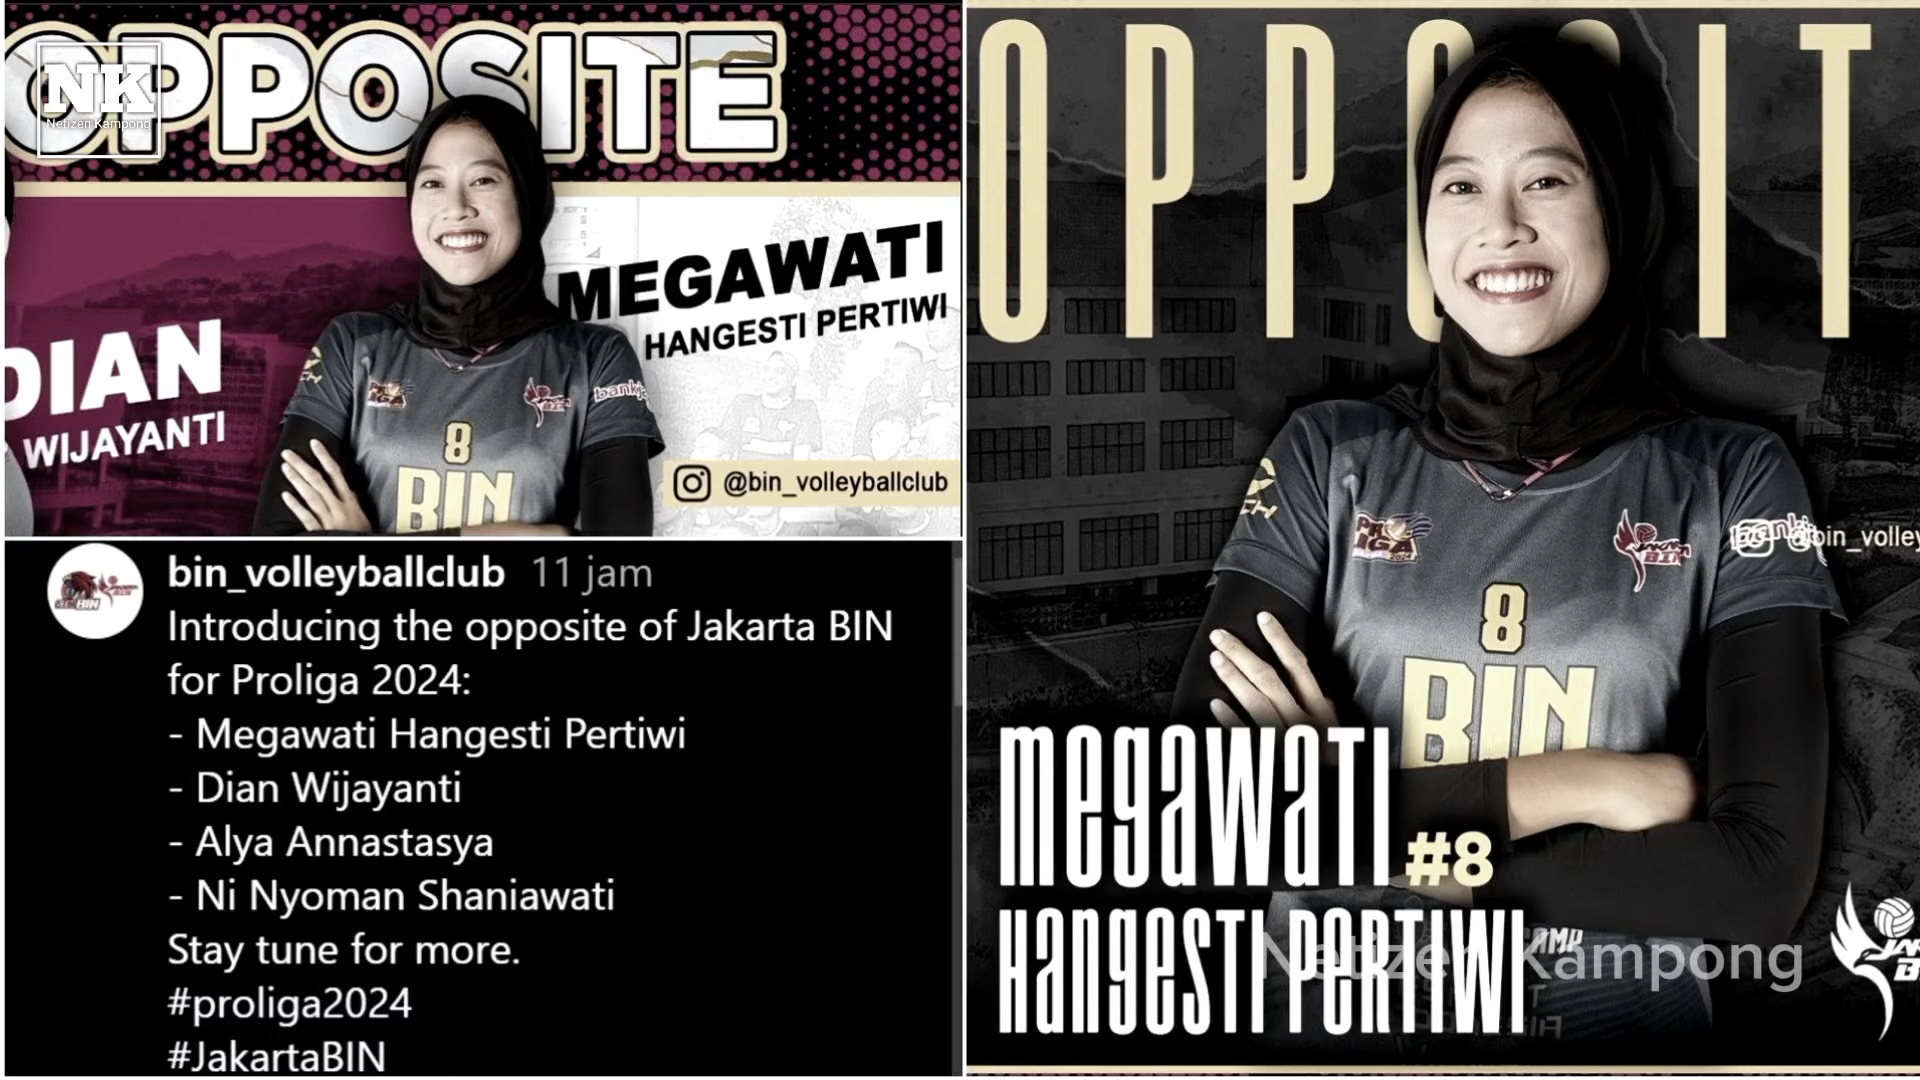 OPPOSITE
NK
Netizen Kampong
MEGAWATI
HANGESTI PERTIWI
DIAN
WIJAYANTI
8
BIN
@bin_volleyballclub
bin_volleyballclub 11 jam
Introducing the opposite of Jakarta BIN
for Proliga 2024:
- Megawati Hangesti Pertiwi
- Dian Wijayanti
- Alya Annastasya
- Ni Nyoman Shaniawati
Stay tune for more.
#proliga2024
#JakartaBIN
OPPOSIT
@bin_volley
8
BIN
MEGAWATI #8
HANGESTI PERTIWI
Netizen Kampong